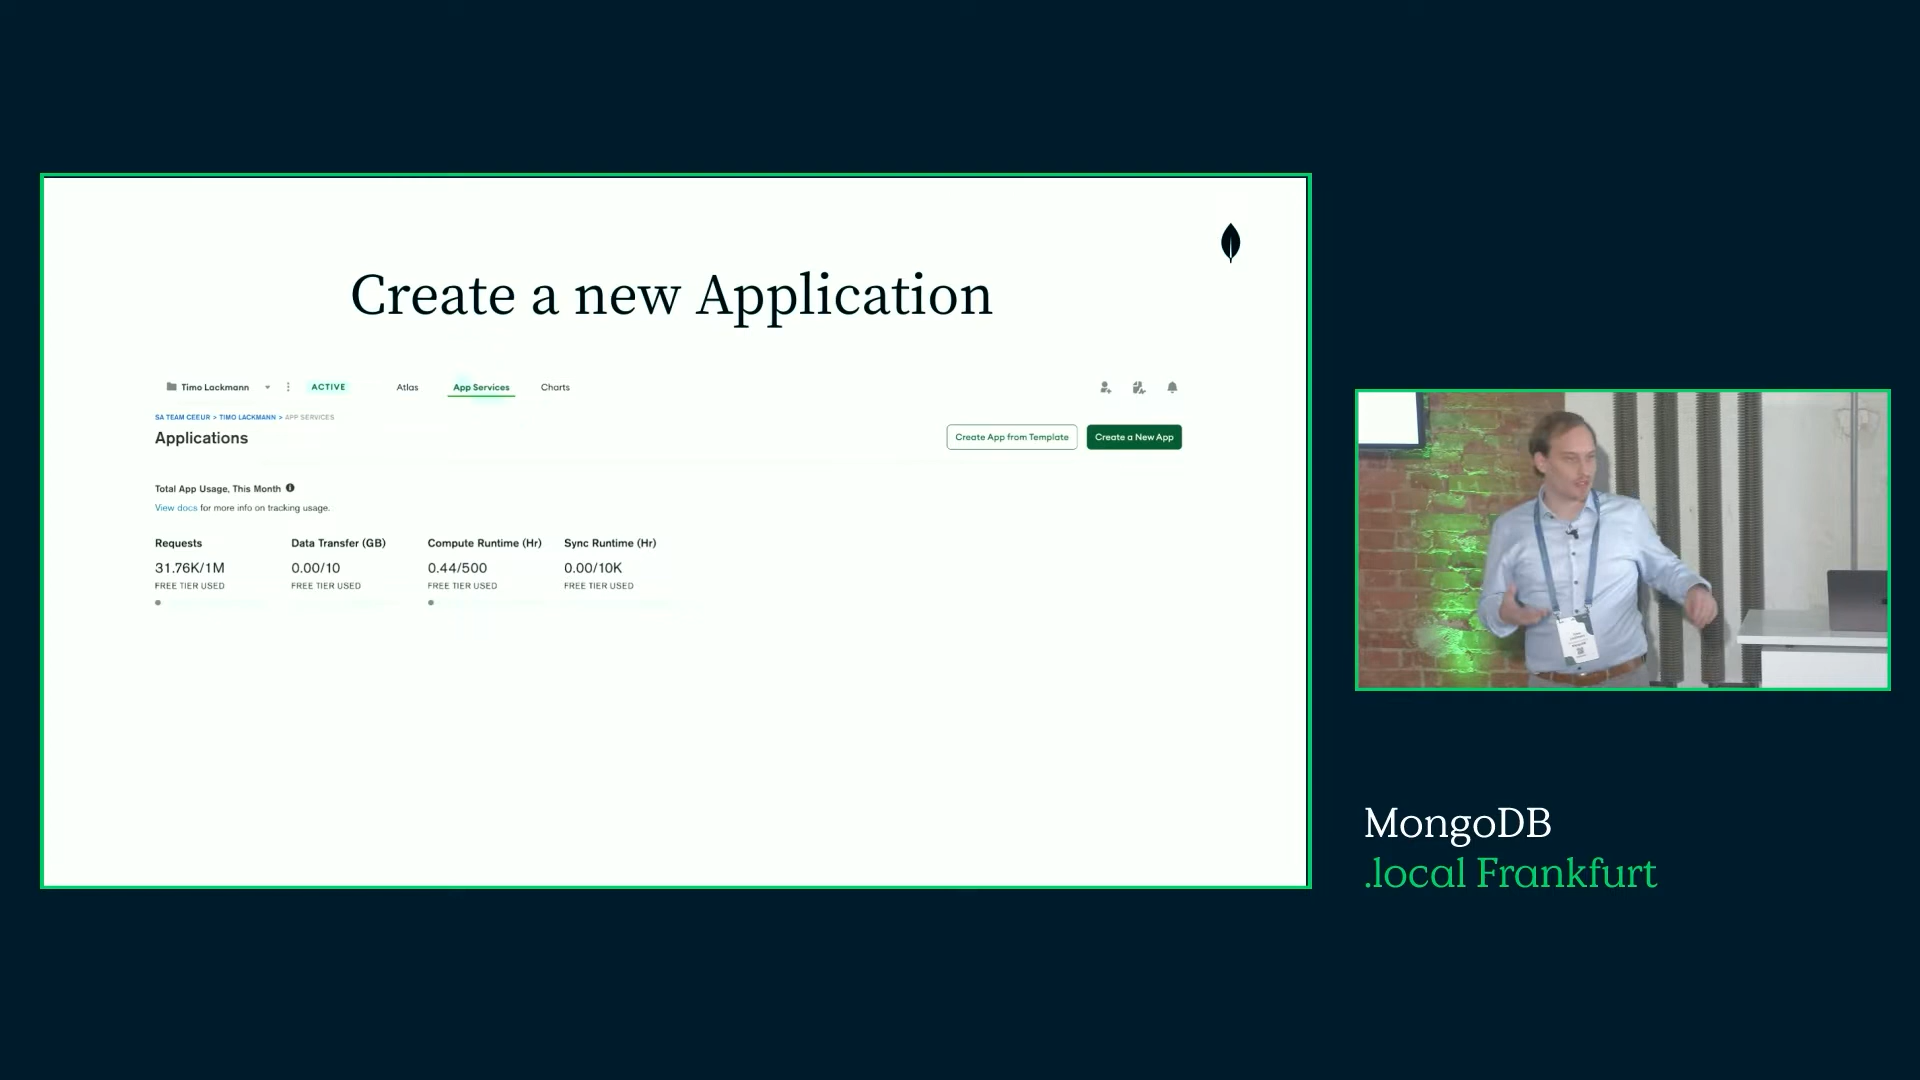 Create a new Application
Timo Lackmann ACTIVE Atlas App Services Charts
SA TEAM CEEUR > TIMO LACKMANN > APP SERVICES
Applications
Create App from Template Create a New App
Total App Usage, This Month
View docs for more info on tracking usage.
Requests Data Transfer (GB) Compute Runtime (Hr) Sync Runtime (Hr)
31.76K/1M 0.00/10 0.44/500 0.00/10K
FREE TIER USED FREE TIER USED FREE TIER USED FREE TIER USED
MongoDB
.local Frankfurt